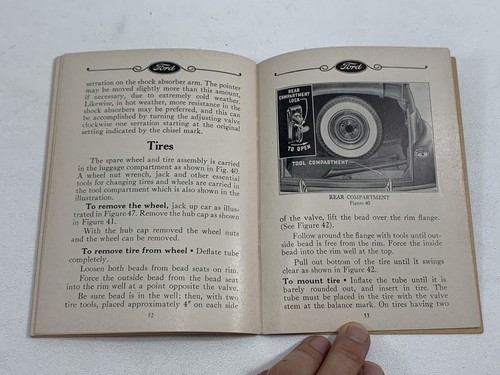 Ford
serration on the shock absorber arm. The pointer
may be moved slightly more than this amount,
if necessary, due to extremely cold weather.
Likewise, in hot weather, more resistance in the
shock absorbers may be preferred, and this can
be accomplished by turning the adjusting valve
clockwise one serration starting at the original
setting indicated by the chisel mark.
Tires
The spare wheel and tire assembly is carried
in the luggage compartment as shown in Fig. 40.
A wheel nut wrench, jack and other essential
tools for changing tires and wheels are carried in
the tool compartment which is also shown in the
illustration.
To remove the wheel, jack up car as illus-
trated in Figure 47. Remove the hub cap as shown
in Figure 41.
With the hub cap removed the wheel nuts
and the wheel can be removed.
To remove tire from wheel • Deflate tube
completely.
Loosen both beads from bead seats on rim.
Force the outside bead from the bead seat
into the rim well at a point opposite the valve.
Be sure bead is in the well; then, with two
tire tools, placed approximately 4" on each side
52
Ford
REAR
COMPARTMENT
LOCK
TO OPEN
TOOL COMPARTMENT
REAR COMPARTMENT
Figure 40
of the valve, lift the bead over the rim flange.
(See Figure 42).
Follow around the flange with tools until out-
side bead is free from the rim. Force the inside
bead into the rim well at the top.
Pull out bottom of the tire until it swings
clear as shown in Figure 42.
To mount tire • Inflate the tube until it is
barely rounded out, and insert in tire. The
tube must be placed in the tire with the valve
stem at the balance mark. On tires having two
53